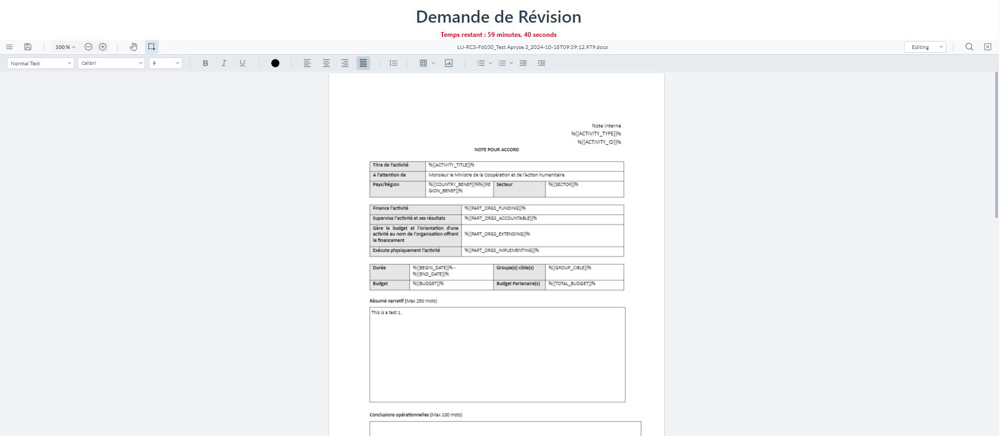 Demande de Révision
Temps restant : 59 minutes, 40 seconds
100 %
LU-RCS-F6030_Test Apryse 3_2024-10-18T09:39:12.979.docx
Editing
Normal Text
Calibri
9
B I U
Note interne
%{{ACTIVITY_TYPE}}%
%{{ACTIVITY_ID}}%
NOTE POUR ACCORD
Titre de l'activité %{{ACTIVITY_TITLE}}%
A l'attention de Monsieur le Ministre de la Coopération et de l'Action humanitaire
Pays/Région %{{COUNTRY_BENEF}}%%{{RE Secteur %{{SECTOR}}%
GION_BENEF}}%
Finance l'activité %{{PART_ORGS_FUNDING}}%
Supervise l'activité et ses résultats %{{PART_ORGS_ACCOUNTABLE}}%
Gère le budget et l'orientation d'une
activité au nom de l'organisation offrant %{{PART_ORGS_EXTENDING}}%
le financement
Exécute physiquement l'activité %{{PART_ORGS_IMPLEMENTING}}%
Durée %{{BEGIN_DATE}}% - Groupe(s) cible(s) %{{GROUP_CIBLE}}%
%{{END_DATE}}%
Budget %{{BUDGET}}% Budget Partenaire(s) %{{TOTAL_BUDGET}}%
Résumé narratif (Max 250 mots)
This is a test 1.
Conclusions opérationnelles (Max 100 mots)